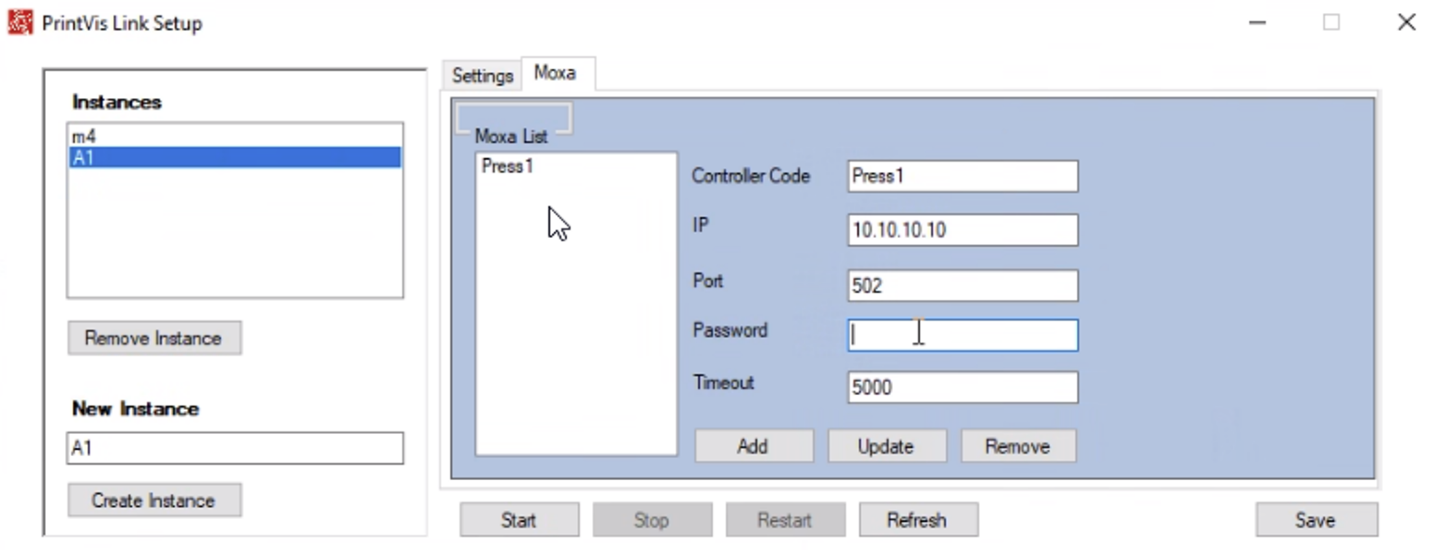 PrintVis Link Setup
Instances
m4
A1
Remove Instance
New Instance
A1
Create Instance
Settings
Moxa
Moxa List
Press1
Controller Code
Press1
IP
10.10.10.10
Port
502
Password
Timeout
5000
Add
Update
Remove
Start
Stop
Restart
Refresh
Save